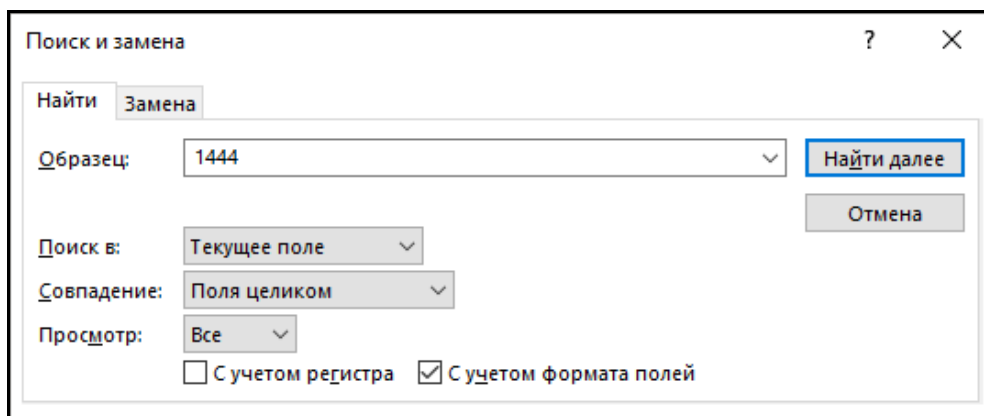 Поиск и замена ?
Найти Замена
Образец: 1444 Найти далее
Отмена
Поиск в: Текущее поле
Совпадение: Поля целиком
Просмотр: Все
С учетом регистра С учетом формата полей